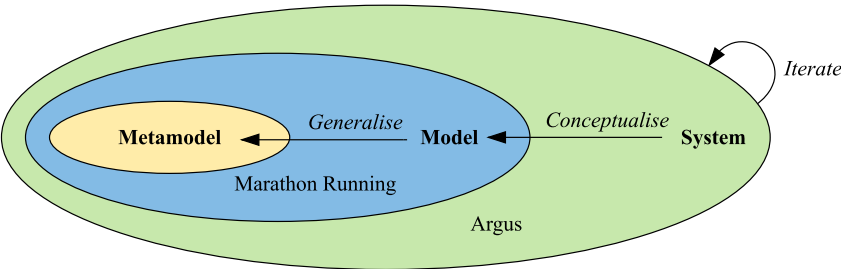 Iterate
Generalise
Conceptualise
Metamodel
Model
System
Marathon Running
Argus